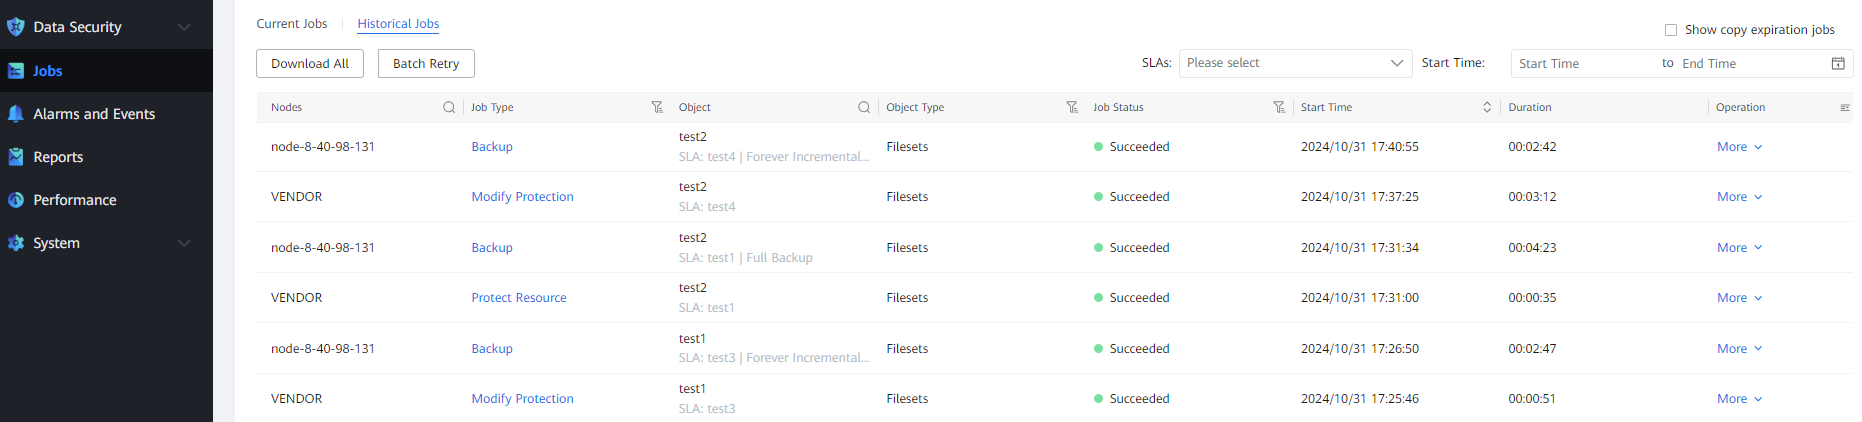 Data Security
Jobs
Alarms and Events
Reports
Performance
System
Current Jobs | Historical Jobs
Show copy expiration jobs
Download All Batch Retry SLAs: Please select Start Time: Start Time to End Time
Nodes Job Type Object Object Type Job Status Start Time Duration Operation
node-8-40-98-131 Backup test2 Filesets Succeeded 2024/10/31 17:40:55 00:02:42 More
SLA: test4 | Forever Incremental...
VENDOR Modify Protection test2 Filesets Succeeded 2024/10/31 17:37:25 00:03:12 More
SLA: test4
node-8-40-98-131 Backup test2 Filesets Succeeded 2024/10/31 17:31:34 00:04:23 More
SLA: test1 | Full Backup
VENDOR Protect Resource test2 Filesets Succeeded 2024/10/31 17:31:00 00:00:35 More
SLA: test1
node-8-40-98-131 Backup test1 Filesets Succeeded 2024/10/31 17:26:50 00:02:47 More
SLA: test3 | Forever Incremental...
VENDOR Modify Protection test1 Filesets Succeeded 2024/10/31 17:25:46 00:00:51 More
SLA: test3